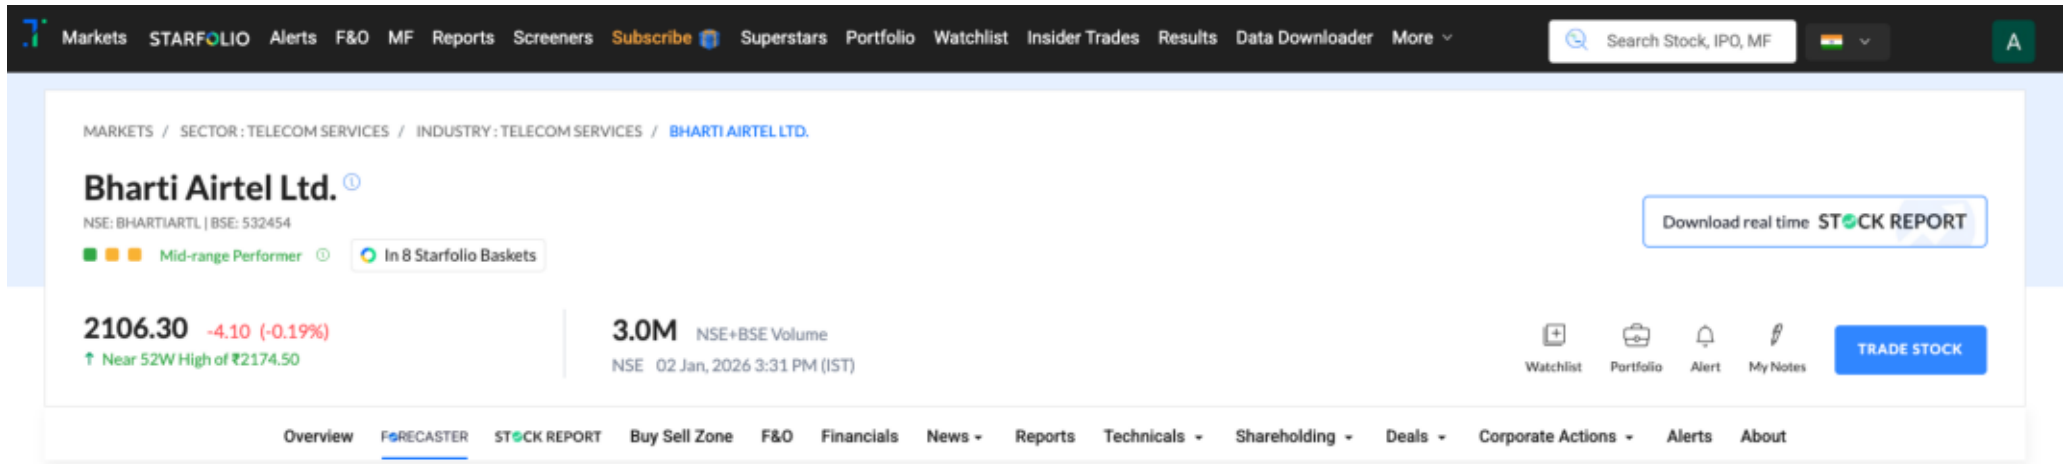 Markets STARFOLIO Alerts F&O MF Reports Screeners Subscribe Superstars Portfolio Watchlist Insider Trades Results Data Downloader More Search Stock, IPO, MF A
MARKETS / SECTOR : TELECOM SERVICES / INDUSTRY : TELECOM SERVICES / BHARTI AIRTEL LTD.
Bharti Airtel Ltd.
NSE: BHARTIARTL | BSE: 532454
Download real time STOCK REPORT
Mid-range Performer In 8 Starfolio Baskets
2106.30 -4.10 (-0.19%) 3.0M NSE+BSE Volume
↑ Near 52W High of ₹2174.50 NSE 02 Jan, 2026 3:31 PM (IST)
Watchlist Portfolio Alert My Notes TRADE STOCK
Overview FORECASTER STOCK REPORT Buy Sell Zone F&O Financials News Reports Technicals Shareholding Deals Corporate Actions Alerts About